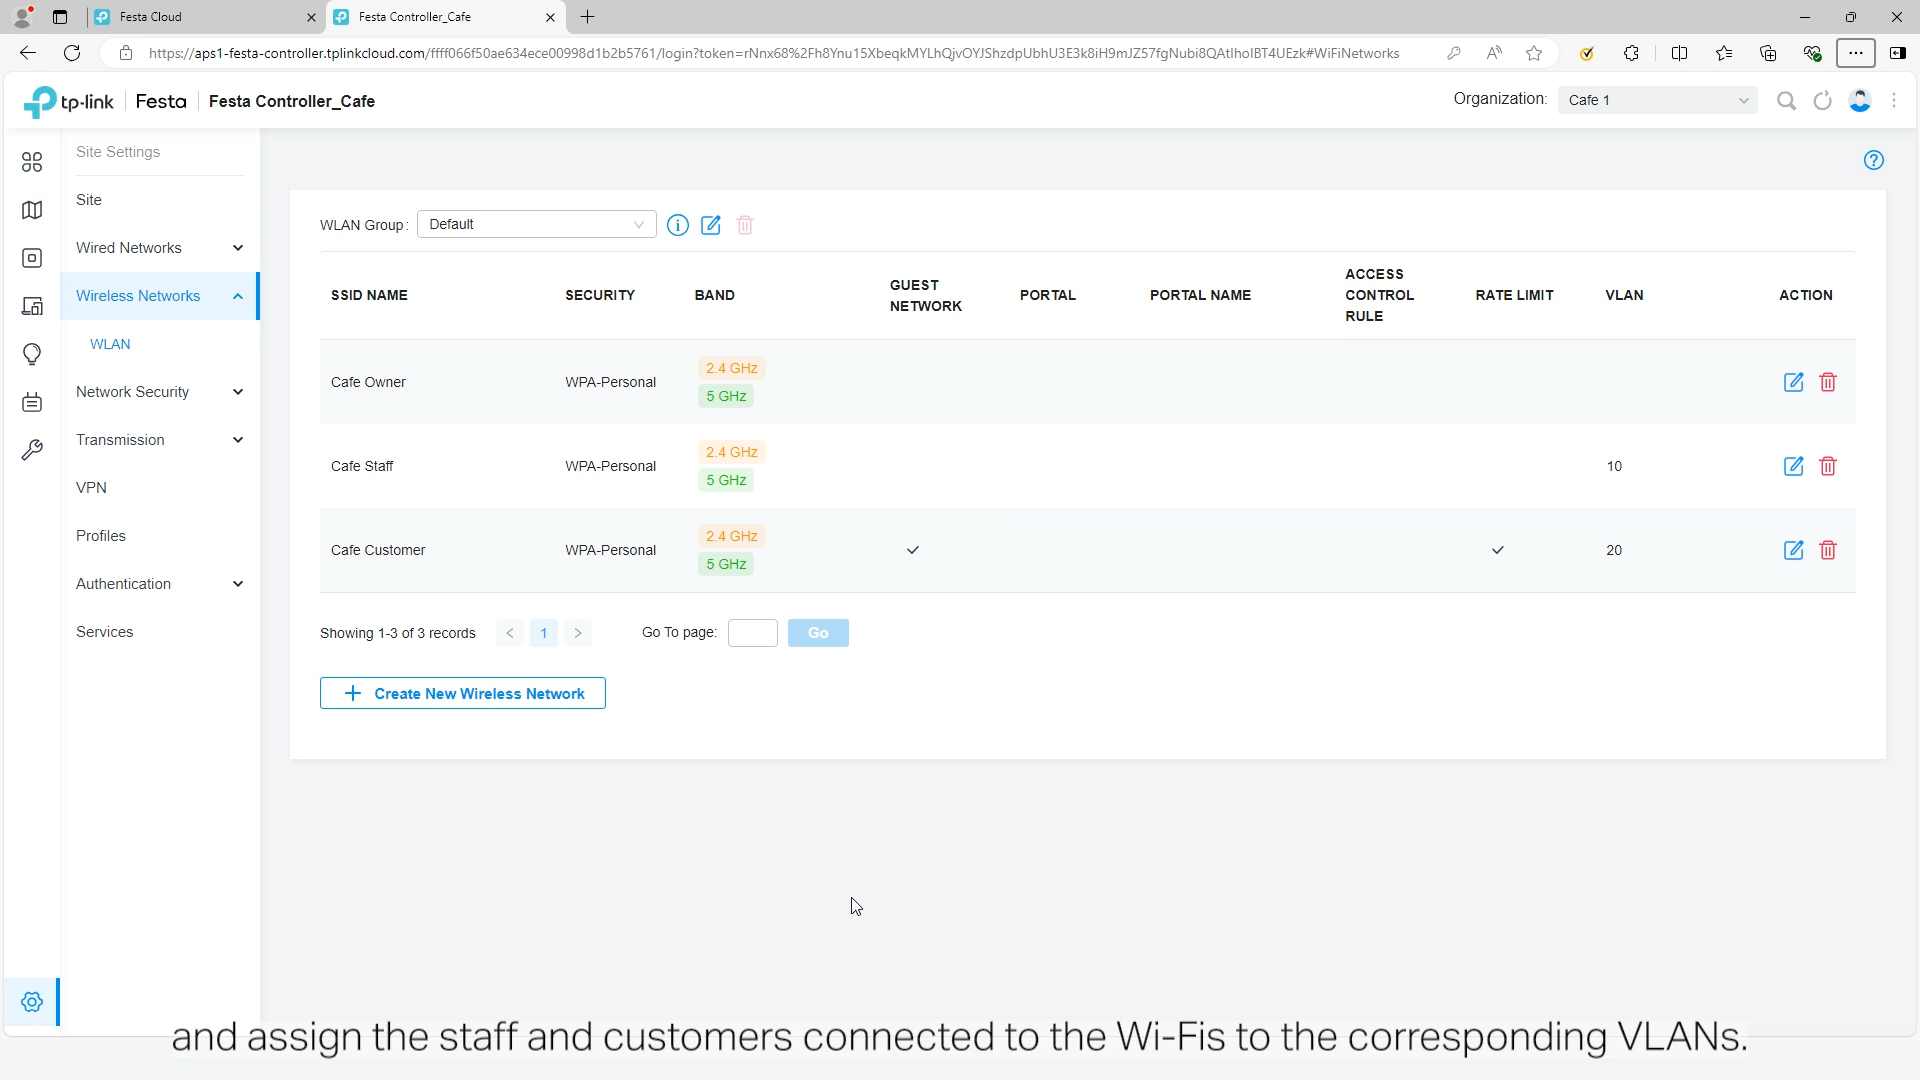 Festa Cloud
Festa Controller_Cafe
https://aps1-festa-controller.tplinkcloud.com/ffff066f50ae634ece00998d1b2b5761/login?token=rNnx68%2Fh8Ynu15XbeqkMYLhQjvOYJShzdpUbhU3E3k8iH9mJZ57fgNubi8QAtlholBT4UEzk#WiFiNetworks
tp-link Festa Festa Controller_Cafe
Organization: Cafe 1
Site Settings
Site
Wired Networks
Wireless Networks
WLAN
Network Security
Transmission
VPN
Profiles
Authentication
Services
WLAN Group: Default
SSID NAME SECURITY BAND GUEST NETWORK PORTAL PORTAL NAME ACCESS CONTROL RULE RATE LIMIT VLAN ACTION
Cafe Owner WPA-Personal 2.4 GHz
5 GHz
Cafe Staff WPA-Personal 2.4 GHz 10
5 GHz
Cafe Customer WPA-Personal 2.4 GHz 20
5 GHz
Showing 1-3 of 3 records < 1 > Go To page: Go
+ Create New Wireless Network
and assign the staff and customers connected to the Wi-Fis to the corresponding VLANs.